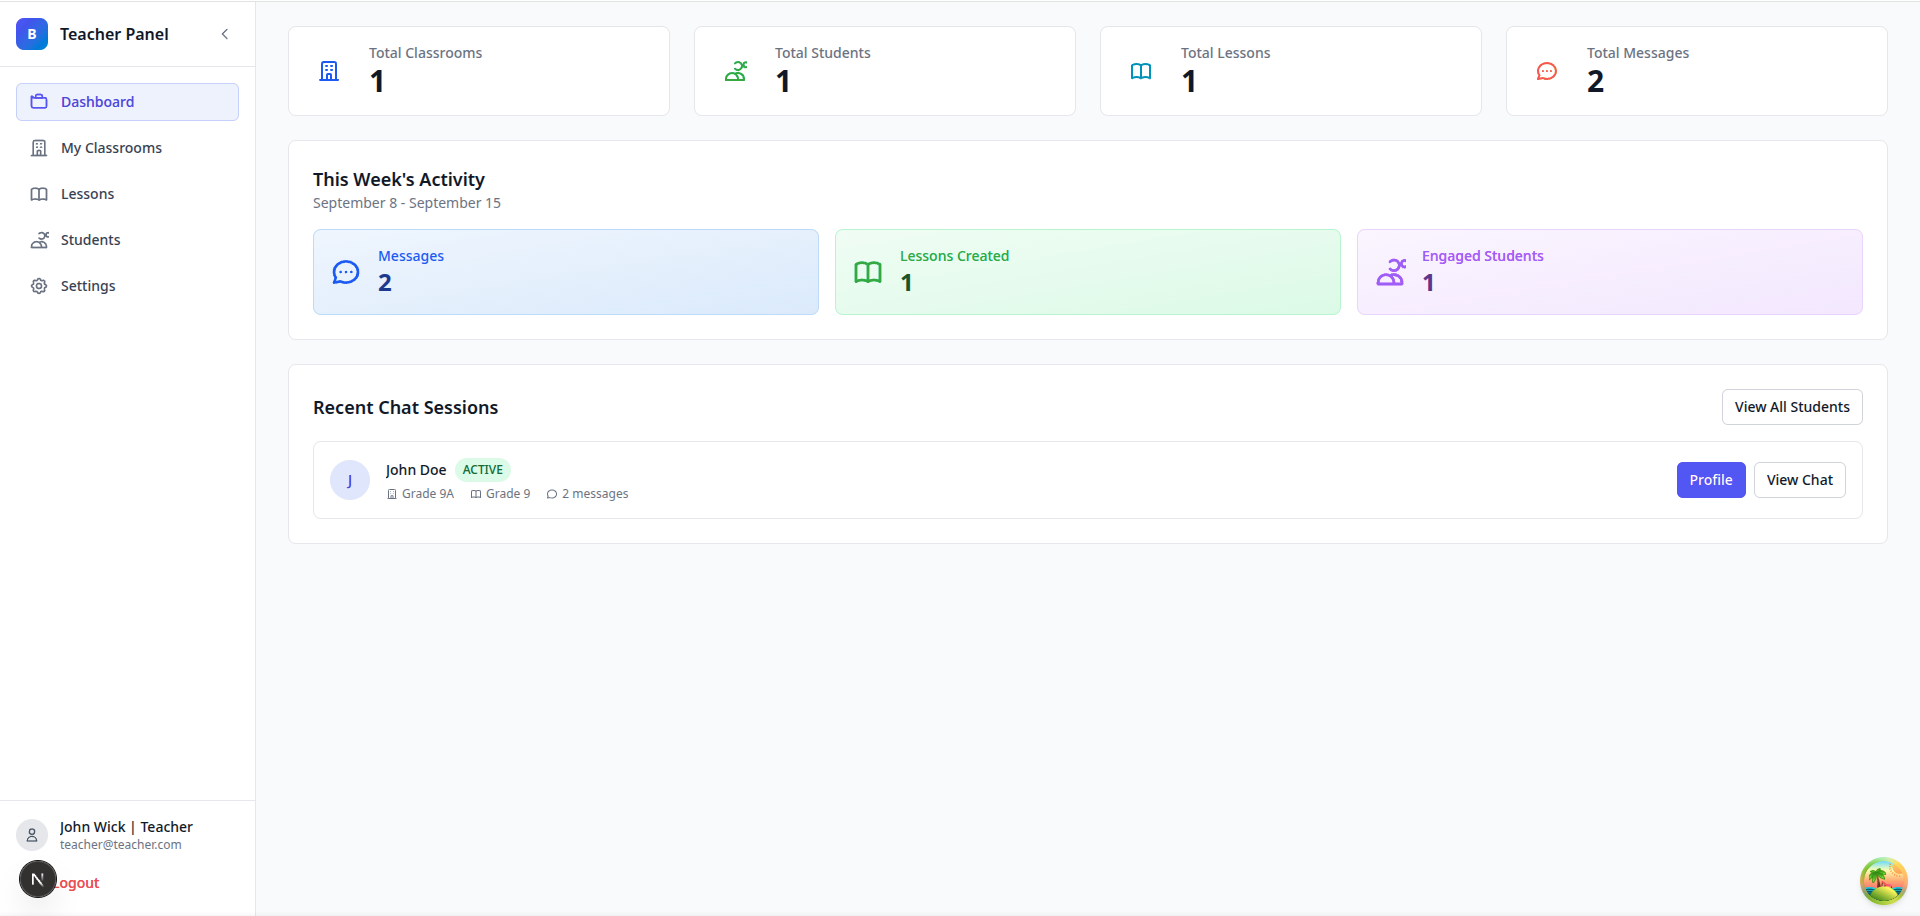 B
Teacher Panel
Dashboard
My Classrooms
Lessons
Students
Settings
John Wick | Teacher
teacher@teacher.com
N
Logout
Total Classrooms
1
Total Students
1
Total Lessons
1
Total Messages
2
This Week's Activity
September 8 - September 15
Messages
2
Lessons Created
1
Engaged Students
1
Recent Chat Sessions
View All Students
J
John Doe ACTIVE
Grade 9A Grade 9 2 messages
Profile
View Chat